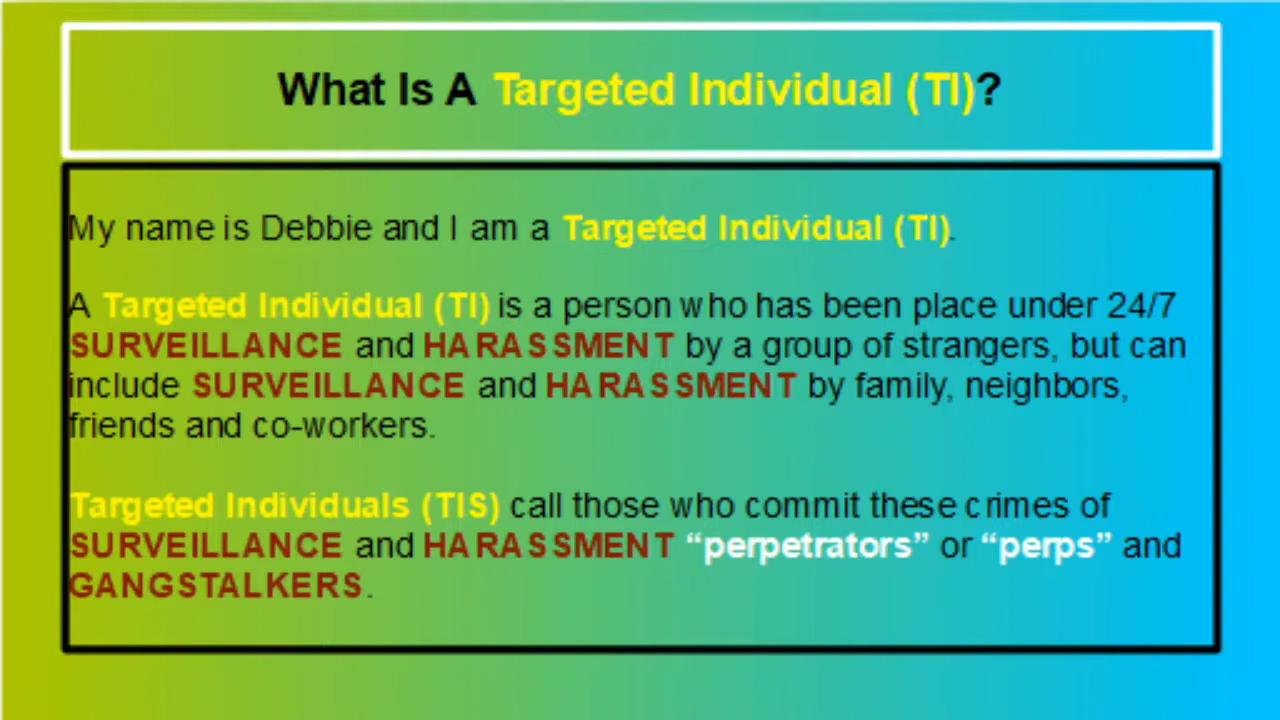 What Is A Targeted Individual (TI)?
My name is Debbie and I am a Targeted Individual (TI).
A Targeted Individual (TI) is a person who has been place under 24/7
SURVEILLANCE and HARASSMENT by a group of strangers, but can
include SURVEILLANCE and HARASSMENT by family, neighbors,
friends and co-workers.
Targeted Individuals (TIS) call those who commit these crimes of
SURVEILLANCE and HARASSMENT “perpetrators” or “perps” and
GANGSTALKERS.